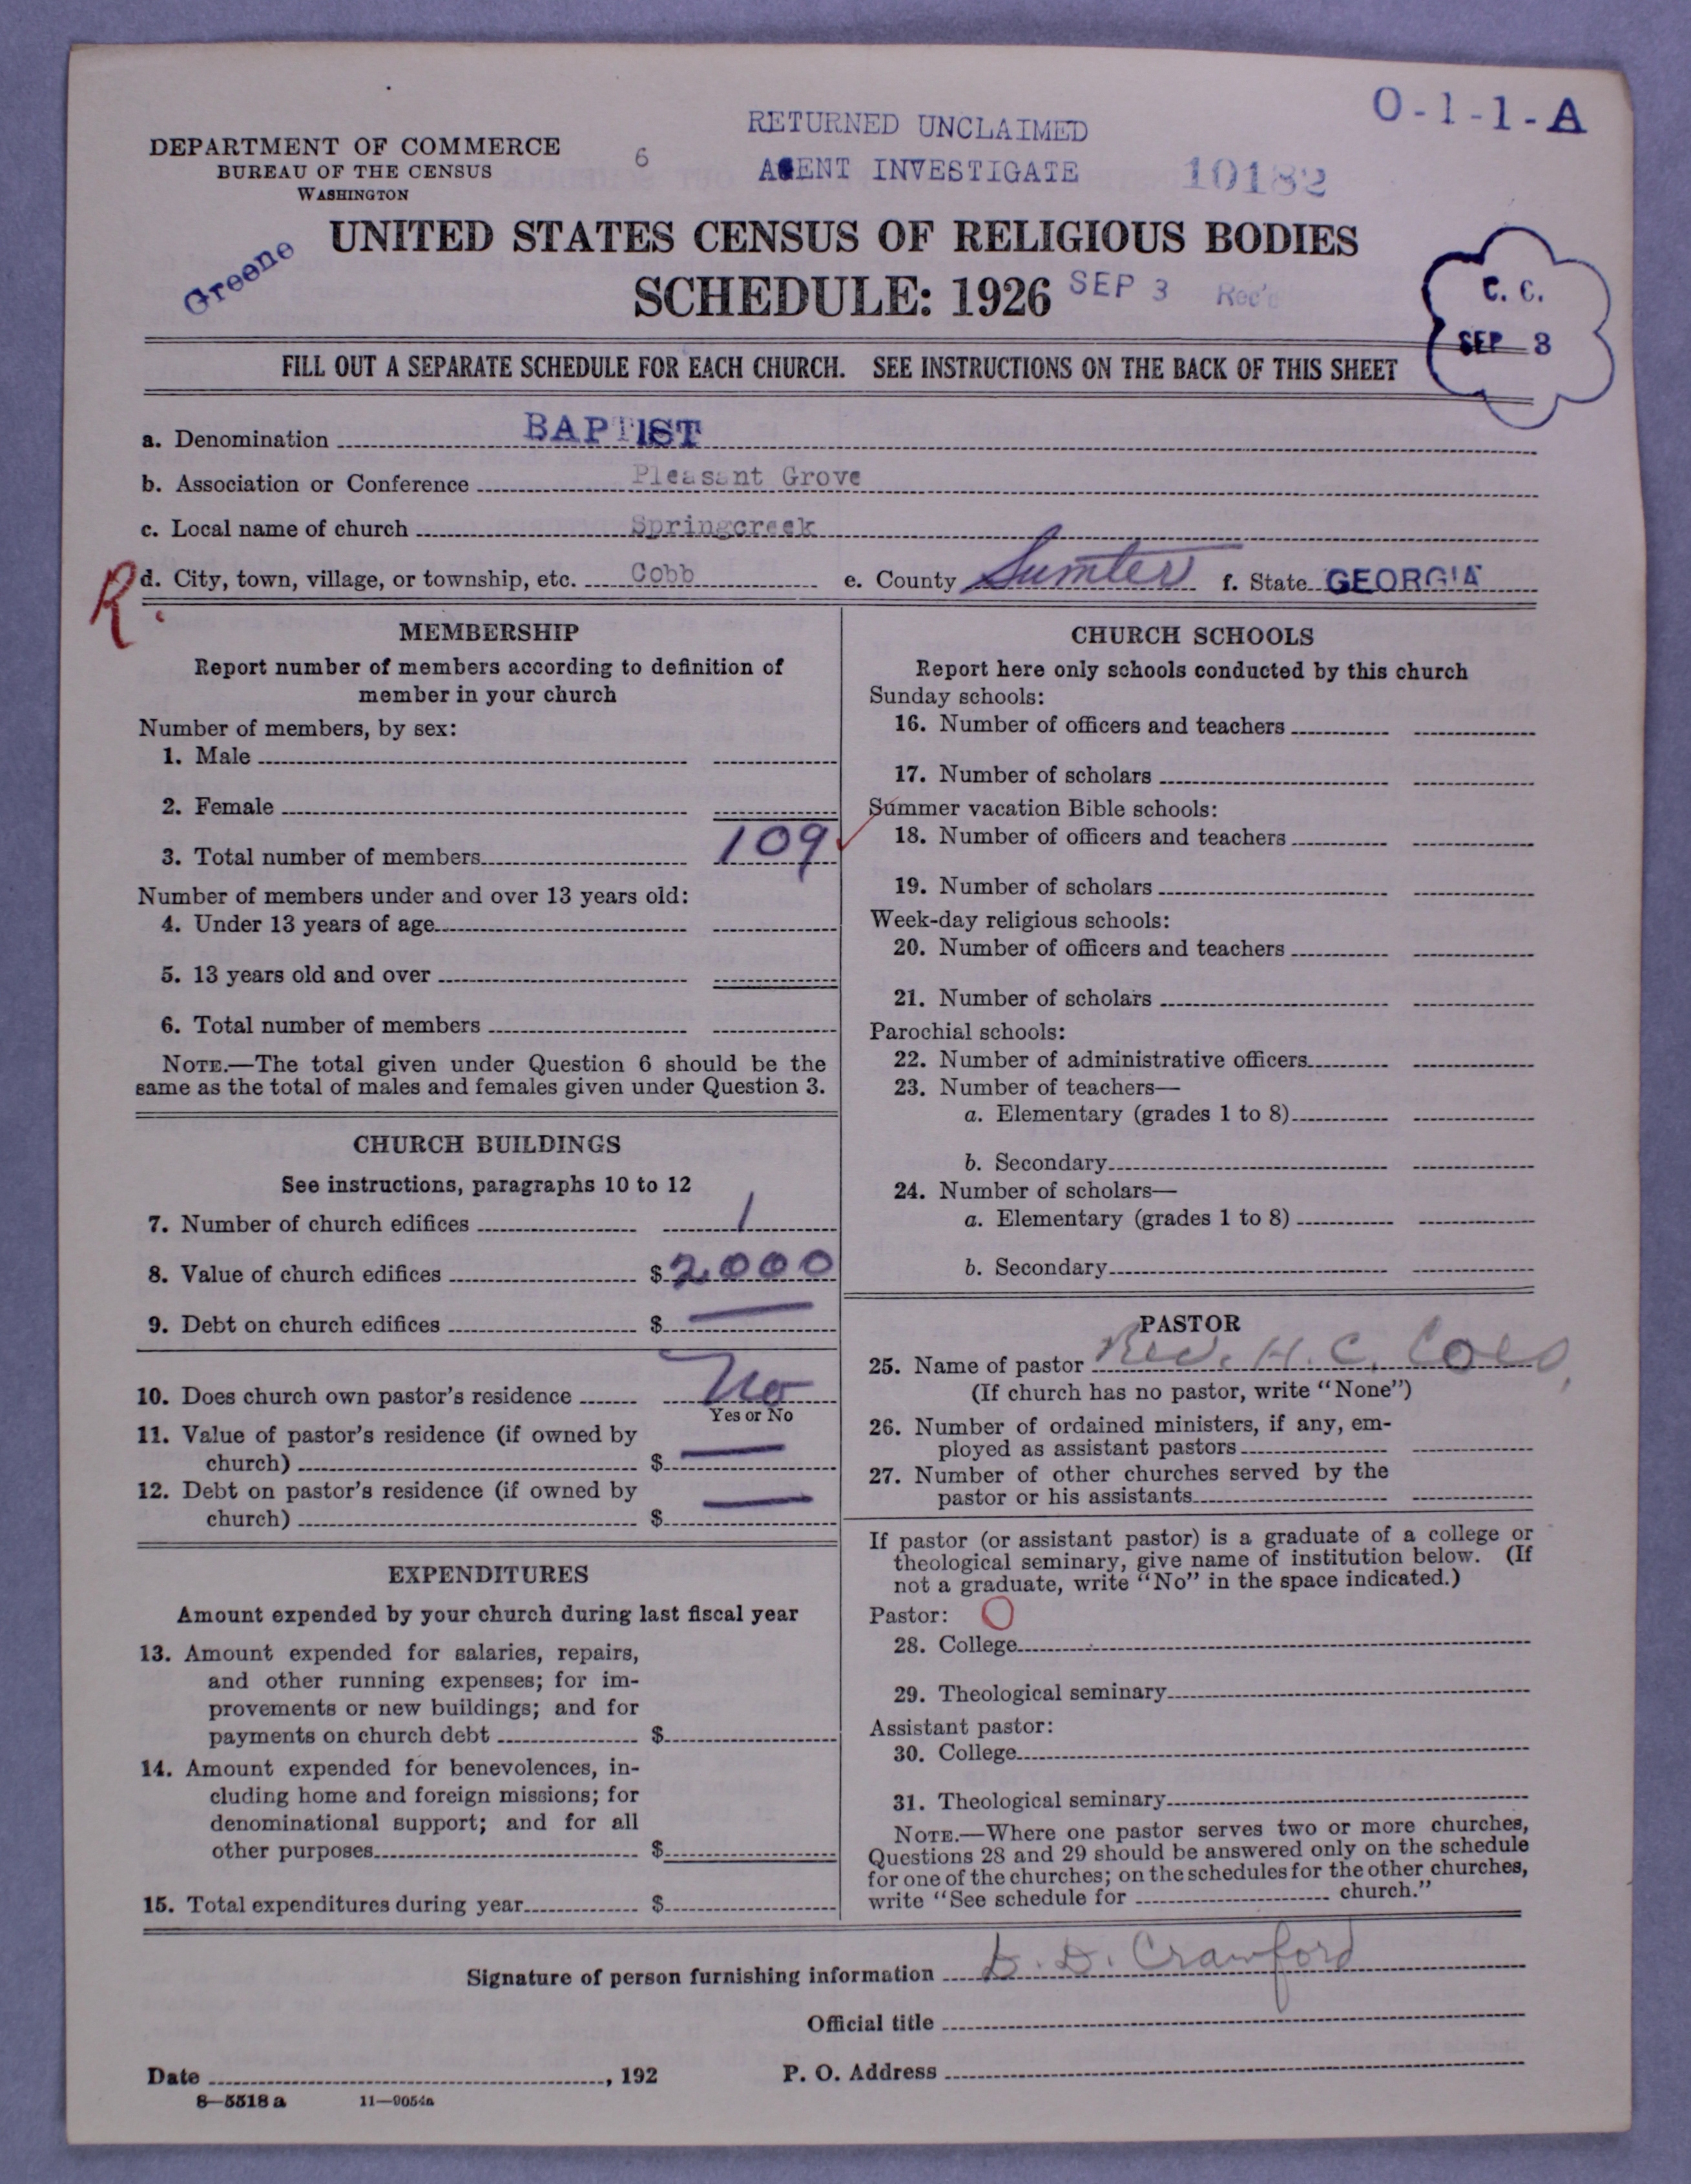 O-1-1-A
RETURNED UNCLAIMED
DEPARTMENT OF COMMERCE
BUREAU OF THE CENSUS
WASHINGTON
6
AGENT INVESTIGATE
10182
Greene
UNITED STATES CENSUS OF RELIGIOUS BODIES
SCHEDULE: 1926
SEP 3 Rec'd
C. C.
SEP 3
FILL OUT A SEPARATE SCHEDULE FOR EACH CHURCH. SEE INSTRUCTIONS ON THE BACK OF THIS SHEET
a. Denomination BAPTIST
b. Association or Conference Pleasant Grove
c. Local name of church Springcreek
R. d. City, town, village, or township, etc. Cobb e. County Sumter f. State GEORGIA
MEMBERSHIP
Report number of members according to definition of
member in your church
Number of members, by sex:
1. Male
2. Female
3. Total number of members 109
Number of members under and over 13 years old:
4. Under 13 years of age
5. 13 years old and over
6. Total number of members
NOTE.—The total given under Question 6 should be the
same as the total of males and females given under Question 3.
CHURCH BUILDINGS
See instructions, paragraphs 10 to 12
7. Number of church edifices 1
8. Value of church edifices $ 2000
9. Debt on church edifices $ —
10. Does church own pastor's residence No
Yes or No
11. Value of pastor's residence (if owned by
church) $ —
12. Debt on pastor's residence (if owned by
church) $ —
EXPENDITURES
Amount expended by your church during last fiscal year
13. Amount expended for salaries, repairs,
and other running expenses; for im-
provements or new buildings; and for
payments on church debt $
14. Amount expended for benevolences, in-
cluding home and foreign missions; for
denominational support; and for all
other purposes $
15. Total expenditures during year $
CHURCH SCHOOLS
Report here only schools conducted by this church
Sunday schools:
16. Number of officers and teachers
17. Number of scholars
Summer vacation Bible schools:
18. Number of officers and teachers
19. Number of scholars
Week-day religious schools:
20. Number of officers and teachers
21. Number of scholars
Parochial schools:
22. Number of administrative officers
23. Number of teachers—
a. Elementary (grades 1 to 8)
b. Secondary
24. Number of scholars—
a. Elementary (grades 1 to 8)
b. Secondary
PASTOR
25. Name of pastor Rev. H. C.
(If church has no pastor, write "None")
26. Number of ordained ministers, if any, em-
ployed as assistant pastors
27. Number of other churches served by the
pastor or his assistants
If pastor (or assistant pastor) is a graduate of a college or
theological seminary, give name of institution below. (If
not a graduate, write "No" in the space indicated.)
Pastor: O
28. College
29. Theological seminary
Assistant pastor:
30. College
31. Theological seminary
NOTE.—Where one pastor serves two or more churches,
Questions 28 and 29 should be answered only on the schedule
for one of the churches; on the schedules for the other churches,
write "See schedule for church."
Signature of person furnishing information D. D. Crawford
Official title
Date , 192 P. O. Address
8—5518 a 11—9054a